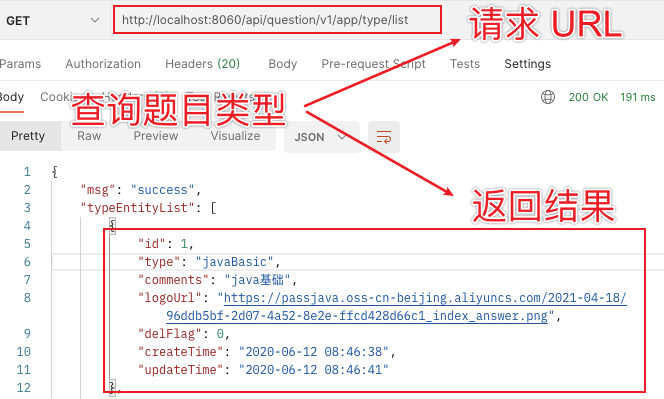 GET
http://localhost:8060/api/question/v1/app/type/list
请求 URL
Params Authorization Headers (20) Body Pre-request Script Tests Settings
Body
查询题目类型
200 OK 191 ms
Pretty Raw Preview Visualize JSON
返回结果
1 {
2 "msg": "success",
3 "typeEntityList": [
4 {
5 "id": 1,
6 "type": "javaBasic",
7 "comments": "java基础",
8 "logoUrl": "https://passjava.oss-cn-beijing.aliyuncs.com/2021-04-18/
96ddb5bf-2d07-4a52-8e2e-ffcd428d66c1_index_answer.png",
9 "delFlag": 0,
10 "createTime": "2020-06-12 08:46:38",
11 "updateTime": "2020-06-12 08:46:41"
12 },